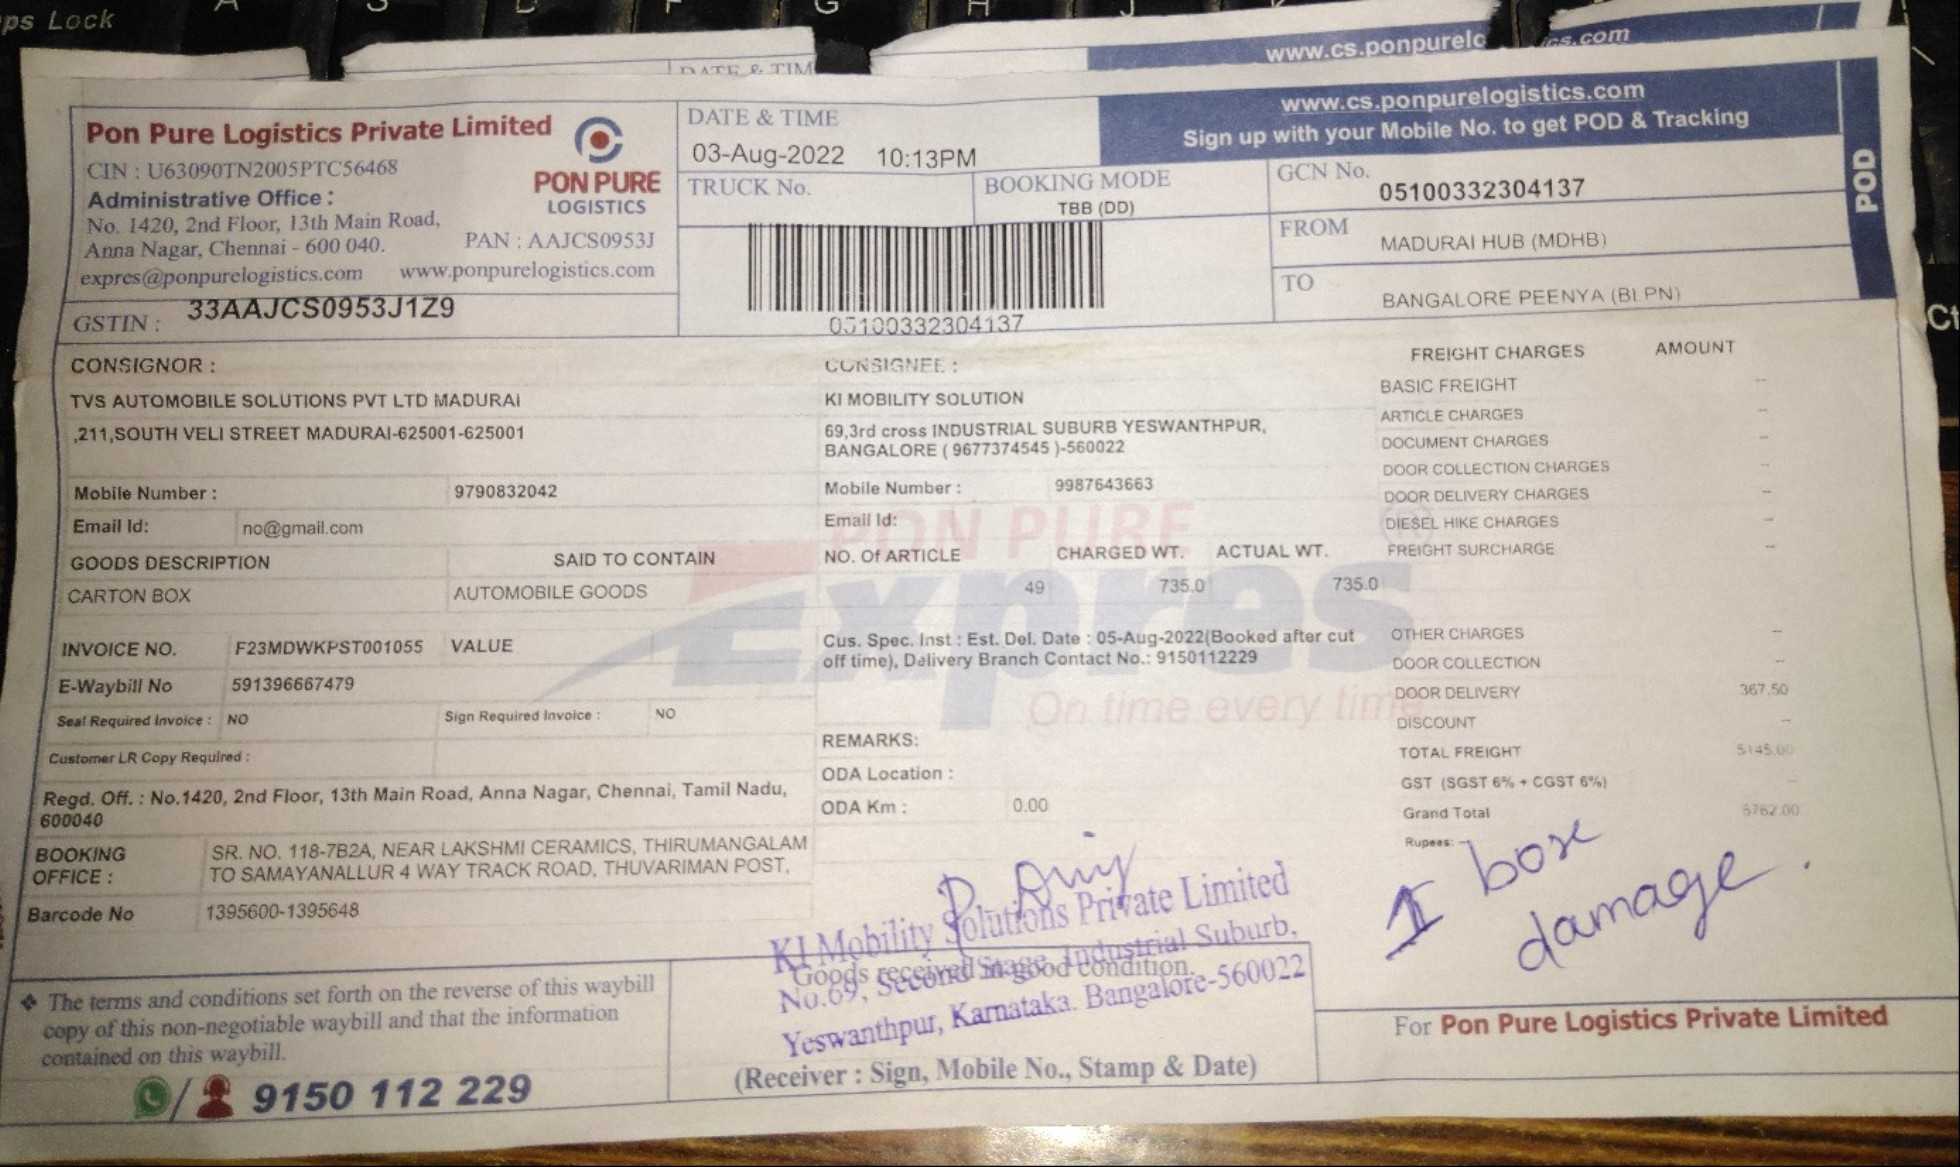 ps Lock
A S D F G H J
DATE & TIM
www.cs.ponpurelo
cs.com
Pon Pure Logistics Private Limited
CIN : U63090TN2005PTC56468
Administrative Office :
No. 1420, 2nd Floor, 13th Main Road,
Anna Nagar, Chennai - 600 040.
PAN : AAJCS0953J
expres@ponpurelogistics.com www.ponpurelogistics.com
GSTIN : 33AAJCS0953J1Z9
PON PURE
LOGISTICS
DATE & TIME
03-Aug-2022 10:13PM
www.cs.ponpurelogistics.com
Sign up with your Mobile No. to get POD & Tracking
POD
TRUCK No.
BOOKING MODE
TBB (DD)
GCN No.
05100332304137
FROM
MADURAI HUB (MDHB)
TO
BANGALORE PEENYA (BLPN)
05100332304137
Ct
CONSIGNOR :
TVS AUTOMOBILE SOLUTIONS PVT LTD MADURAI
,211,SOUTH VELI STREET MADURAI-625001-625001
Mobile Number : 9790832042
Email Id: no@gmail.com
CONSIGNEE :
KI MOBILITY SOLUTION
69,3rd cross INDUSTRIAL SUBURB YESWANTHPUR,
BANGALORE ( 9677374545 )-560022
Mobile Number : 9987643663
Email Id:
GOODS DESCRIPTION SAID TO CONTAIN NO. Of ARTICLE CHARGED WT. ACTUAL WT.
CARTON BOX AUTOMOBILE GOODS 49 735.0 735.0
PON PURE
Expres
On time every time
INVOICE NO. F23MDWKPST001055 VALUE
E-Waybill No 591396667479
Seal Required Invoice : NO Sign Required Invoice : NO
Customer LR Copy Required :
Regd. Off. : No.1420, 2nd Floor, 13th Main Road, Anna Nagar, Chennai, Tamil Nadu,
600040
BOOKING
OFFICE :
SR. NO. 118-7B2A, NEAR LAKSHMI CERAMICS, THIRUMANGALAM
TO SAMAYANALLUR 4 WAY TRACK ROAD, THUVARIMAN POST,
Barcode No 1395600-1395648
Cus. Spec. Inst : Est. Del. Date : 05-Aug-2022(Booked after cut
off time), Delivery Branch Contact No.: 9150112229
REMARKS:
ODA Location :
ODA Km : 0.00
FREIGHT CHARGES AMOUNT
BASIC FREIGHT --
ARTICLE CHARGES --
DOCUMENT CHARGES --
DOOR COLLECTION CHARGES --
DOOR DELIVERY CHARGES --
DIESEL HIKE CHARGES --
FREIGHT SURCHARGE --
OTHER CHARGES --
DOOR COLLECTION --
DOOR DELIVERY 367.50
DISCOUNT --
TOTAL FREIGHT 5145.00
GST (SGST 6% + CGST 6%) --
Grand Total 5762.00
Rupees: --
1 box
damage.
KI Mobility Solutions Private Limited
Goods received in good condition.
No.69, Second Stage, Industrial Suburb,
Yeswanthpur, Karnataka. Bangalore-560022
(Receiver : Sign, Mobile No., Stamp & Date)
For Pon Pure Logistics Private Limited
❖ The terms and conditions set forth on the reverse of this waybill
copy of this non-negotiable waybill and that the information
contained on this waybill.
/ 9150 112 229